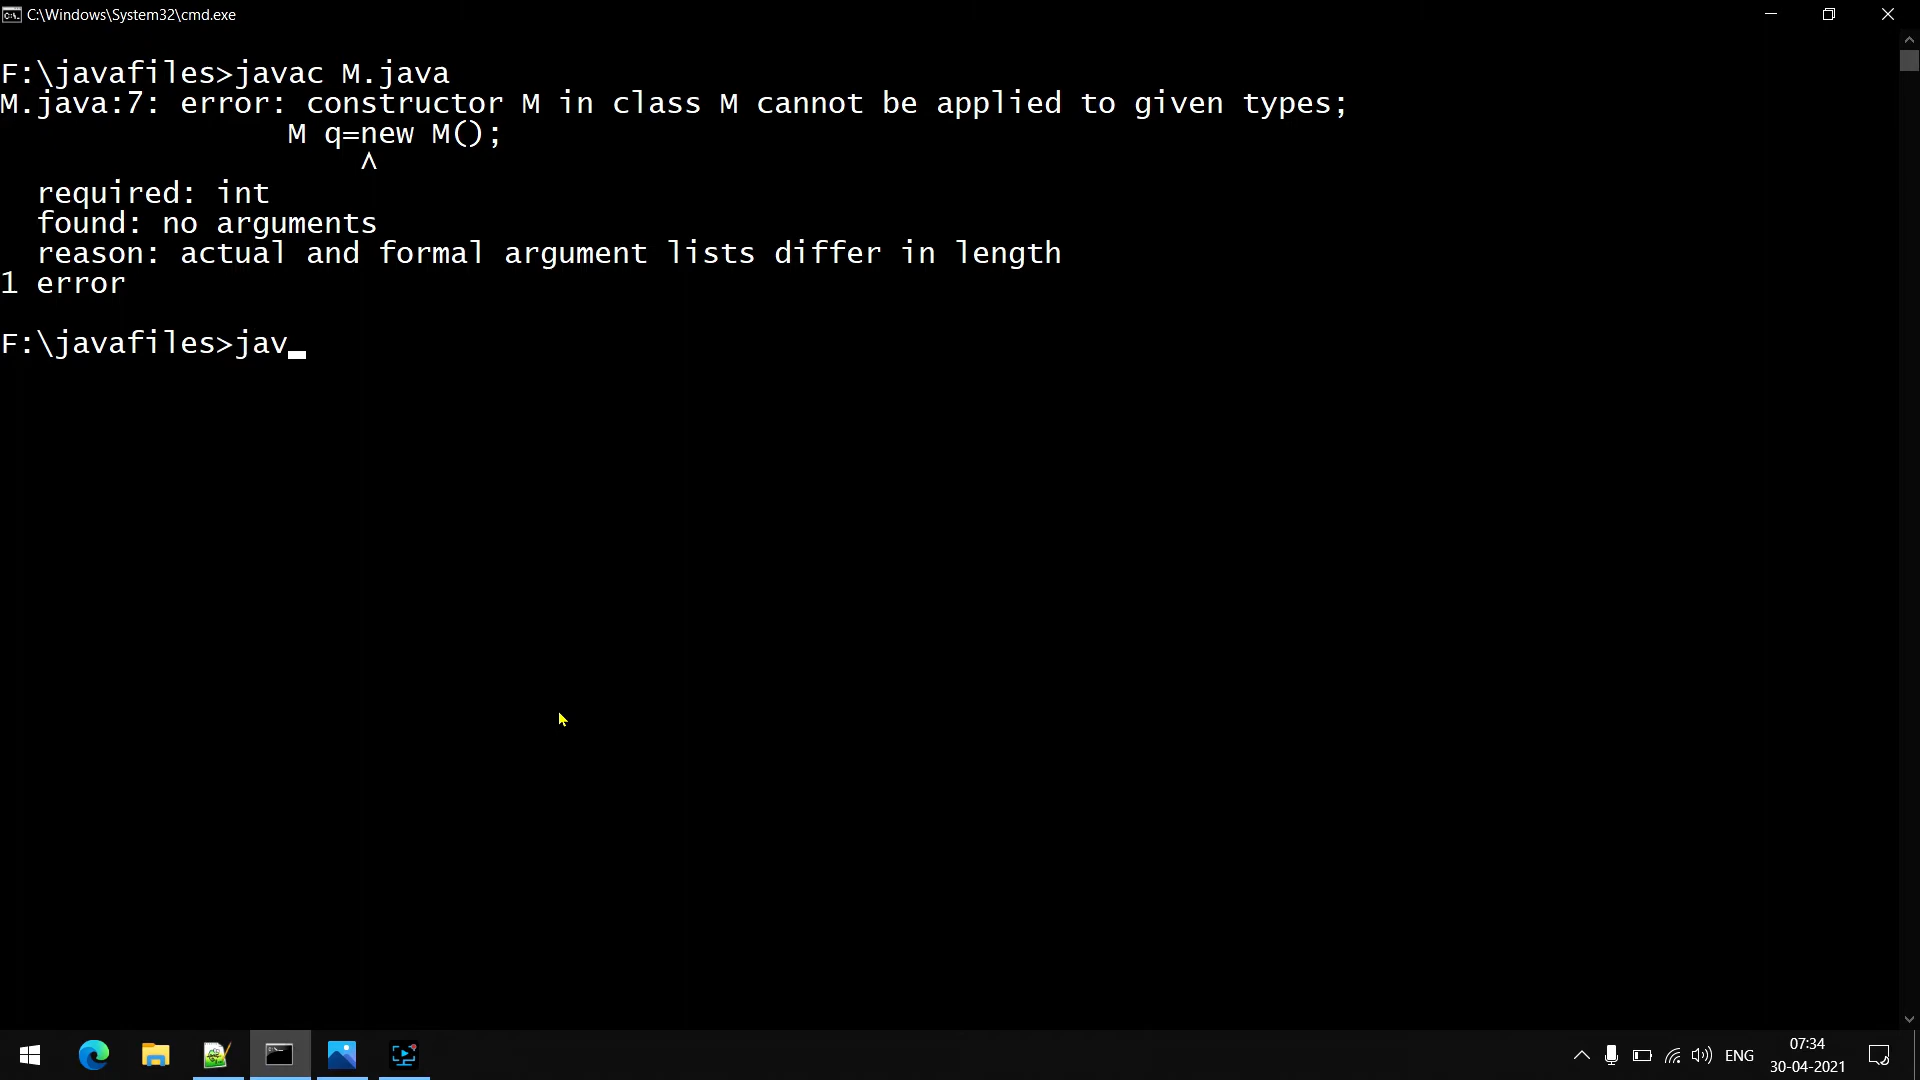 C:\Windows\System32\cmd.exe
F:\javafiles>javac M.java
M.java:7: error: constructor M in class M cannot be applied to given types;
                M q=new M();
                    ^
  required: int
  found: no arguments
  reason: actual and formal argument lists differ in length
1 error
F:\javafiles>jav_
ENG
07:34
30-04-2021